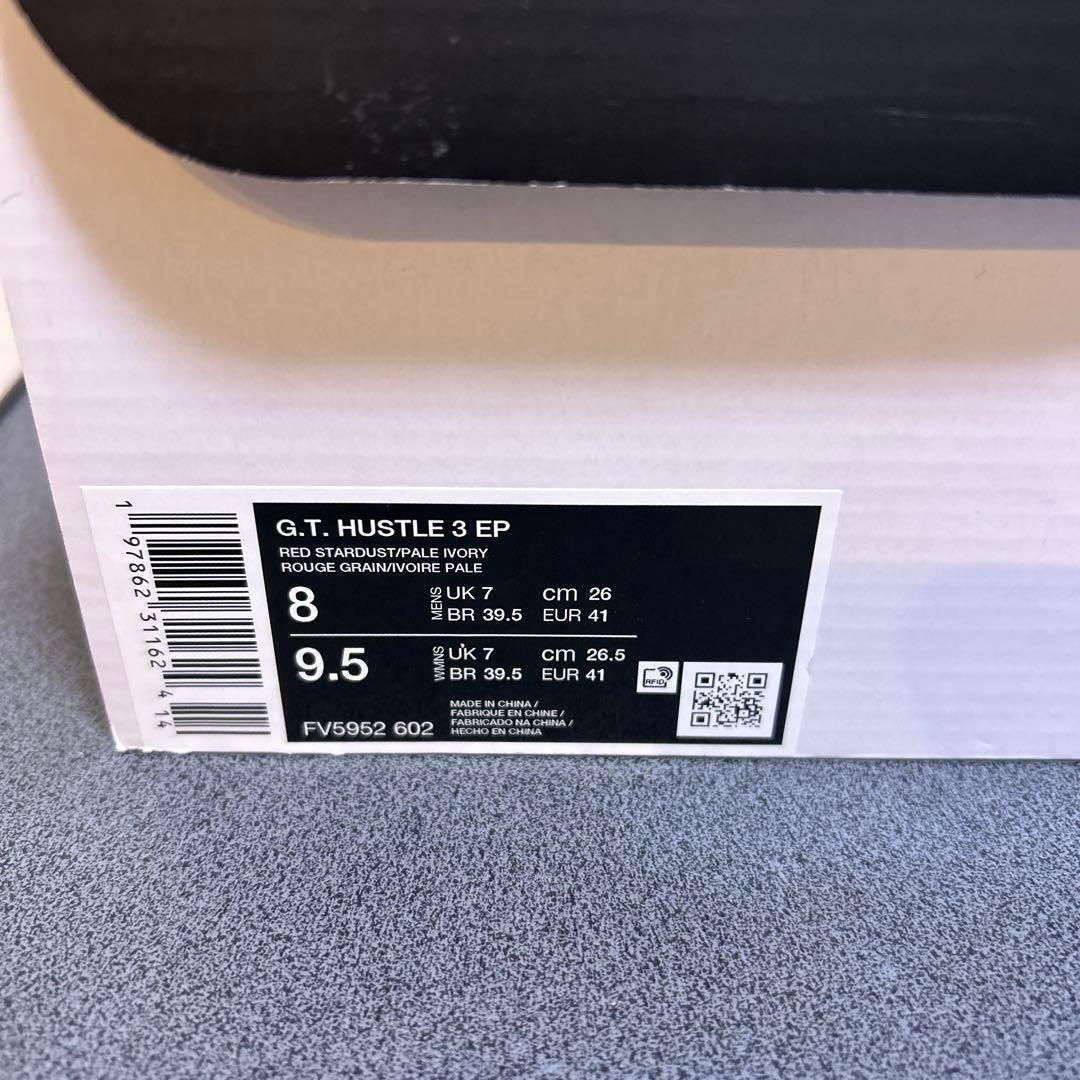 G.T. HUSTLE 3 EP
RED STARDUST/PALE IVORY
ROUGE GRAIN/IVOIRE PALE
8 MENS UK 7 cm 26
BR 39.5 EUR 41
9.5 WMNS UK 7 cm 26.5
BR 39.5 EUR 41
RFID
FV5952 602
MADE IN CHINA /
FABRIQUE EN CHINE /
FABRICADO NA CHINA /
HECHO EN CHINA
1 97862 31162 4 14